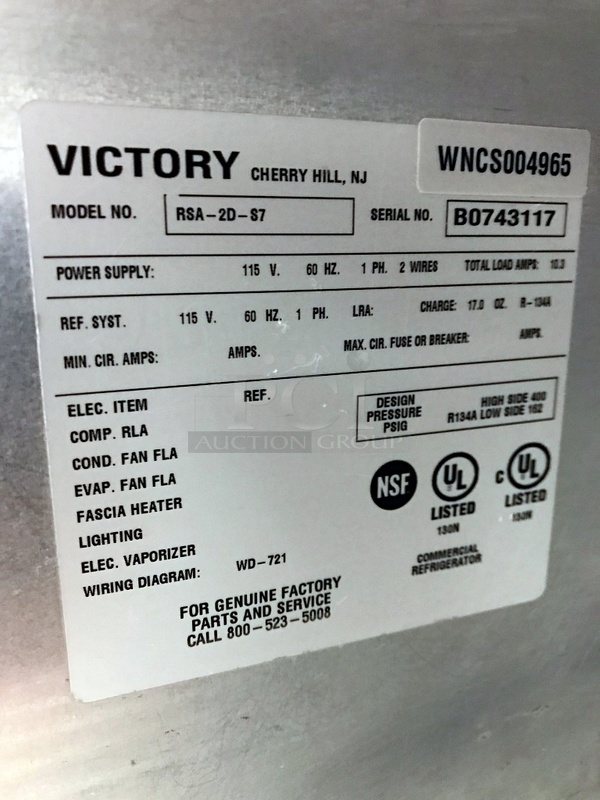 VICTORY CHERRY HILL, NJ
WNCS004965
MODEL NO. RSA-2D-S7 SERIAL NO. B0743117
POWER SUPPLY: 115 V. 60 HZ. 1 PH. 2 WIRES TOTAL LOAD AMPS: 10.3
REF. SYST. 115 V. 60 HZ. 1 PH. LRA: CHARGE: 17.0 OZ. R-134A
MIN. CIR. AMPS: AMPS. MAX. CIR. FUSE OR BREAKER: AMPS.
ELEC. ITEM REF.
COMP. RLA
COND. FAN FLA
EVAP. FAN FLA
FASCIA HEATER
LIGHTING
ELEC. VAPORIZER
WIRING DIAGRAM: WD-721
DESIGN PRESSURE PSIG
HIGH SIDE 400
R134A LOW SIDE 162
NSF
UL
LISTED
130N
C UL
LISTED
130N
COMMERCIAL
REFRIGERATOR
FOR GENUINE FACTORY
PARTS AND SERVICE
CALL 800-523-5008
PCI
AUCTION GROUP